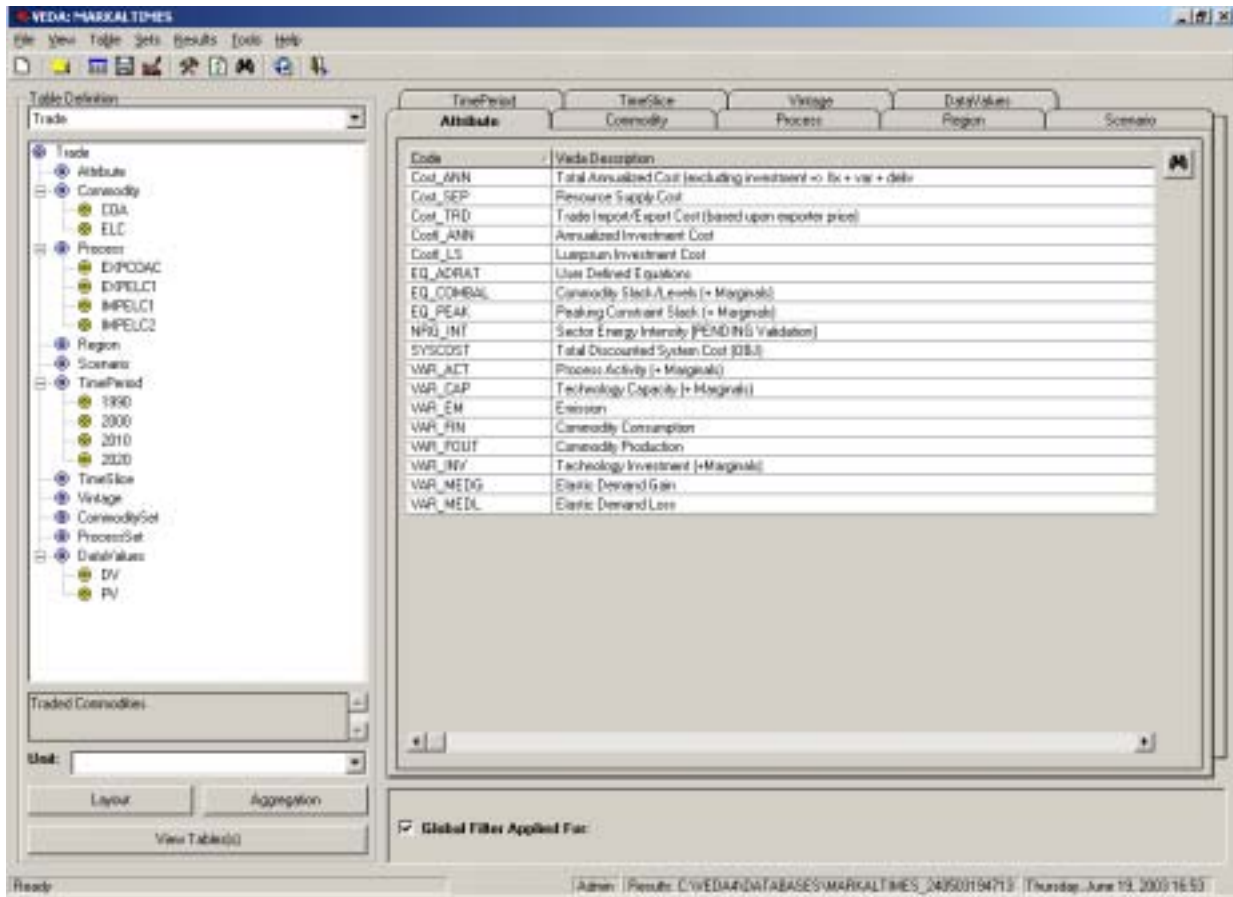 VEDA: MARKALTIMES
File View Table Sets Results Tools Help
Table Definition
Trade
Trade
Attribute
Commodity
COA
ELC
Process
EXPCOAC
EXPELC1
IMPELC1
IMPELC2
Region
Scenario
TimePeriod
1990
2000
2010
2020
TimeSlice
Vintage
CommoditySet
ProcessSet
DataValues
DV
PV
Traded Commodities
Unit:
Layout Aggregation
View Table(s)
TimePeriod TimeSlice Vintage DataValues
Attribute Commodity Process Region Scenario
Code Veda Description
Cost_ANN Total Annualized Cost (excluding investment => fix + var + deliv
Cost_SEP Resource Supply Cost
Cost_TRD Trade Import/Export Cost (based upon exporter price)
CostI_ANN Annualized Investment Cost
CostI_LS Lumpsum Investment Cost
EQ_ADRAT User Defined Equations
EQ_COMBAL Commodity Slack/Levels (+ Marginals)
EQ_PEAK Peaking Constraint Slack (+ Marginals)
NRG_INT Sector Energy Intensity [PENDING Validation]
SYSCOST Total Discounted System Cost [OBJ]
VAR_ACT Process Activity (+ Marginals)
VAR_CAP Technology Capacity (+ Marginals)
VAR_EM Emission
VAR_FIN Commodity Consumption
VAR_FOUT Commodity Production
VAR_INV Technology Investment (+Marginals)
VAR_MEDG Elastic Demand Gain
VAR_MEDL Elastic Demand Loss
Global Filter Applied For:
Ready Admin Results: C:\VEDA4\DATABASES\MARKALTIMES_240503194713 Thursday, June 19, 2003 16:53